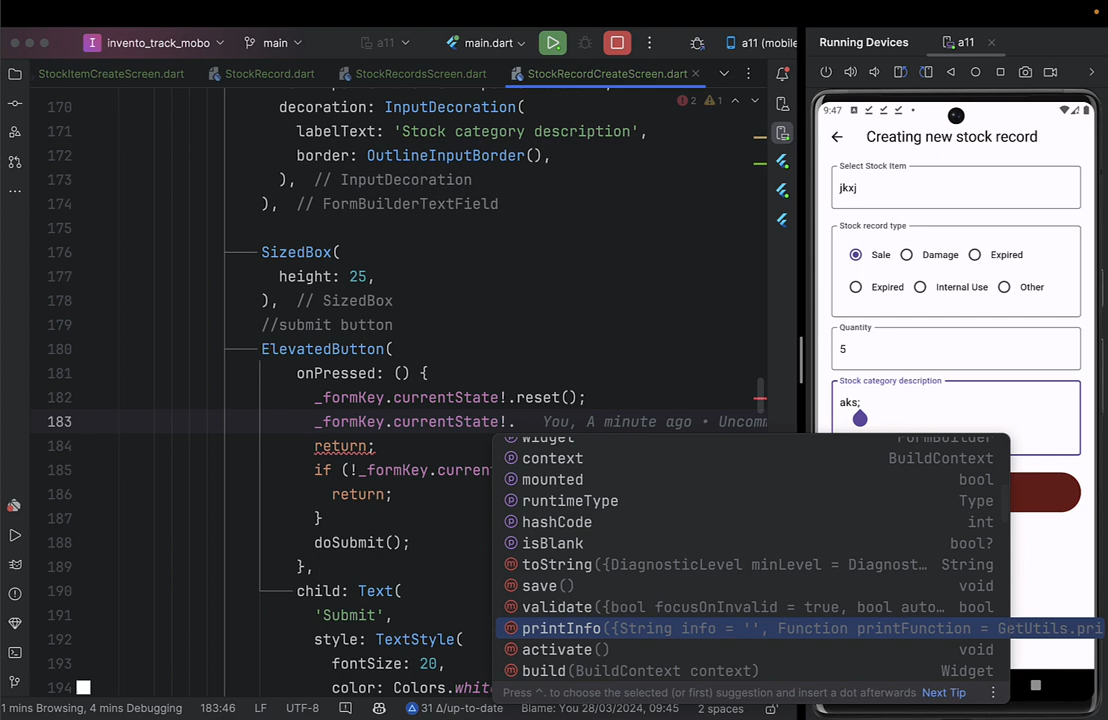 invento_track_mobo
main
a11
main.dart
a11 (mobile
Running Devices
a11
StockItemCreateScreen.dart
StockRecord.dart
StockRecordsScreen.dart
StockRecordCreateScreen.dart
2
1
170 decoration: InputDecoration(
171 labelText: 'Stock category description',
172 border: OutlineInputBorder(),
173 ), // InputDecoration
174 ), // FormBuilderTextField
175
176 SizedBox(
177 height: 25,
178 ), // SizedBox
179 //submit button
180 ElevatedButton(
181 onPressed: () {
182 _formKey.currentState!.reset();
183 _formKey.currentState!. You, A minute ago • Uncomm
184 return;
185 if (!_formKey.current
186 return;
187 }
188 doSubmit();
189 },
190 child: Text(
191 'Submit',
192 style: TextStyle(
193 fontSize: 20,
194 color: Colors.whit
widget FormBuilder
context BuildContext
mounted bool
runtimeType Type
hashCode int
isBlank bool?
toString({DiagnosticLevel minLevel = Diagnost… String
save() void
validate({bool focusOnInvalid = true, bool auto… bool
printInfo({String info = '', Function printFunction = GetUtils.pri
activate() void
build(BuildContext context) Widget
Press ^. to choose the selected (or first) suggestion and insert a dot afterwards Next Tip
9:47
Creating new stock record
Select Stock Item
jkxj
Stock record type
Sale Damage Expired
Expired Internal Use Other
Quantity
5
Stock category description
aks;
1 mins Browsing, 4 mins Debugging
183:46
LF
UTF-8
31 Δ/up-to-date
Blame: You 28/03/2024, 09:45
2 spaces